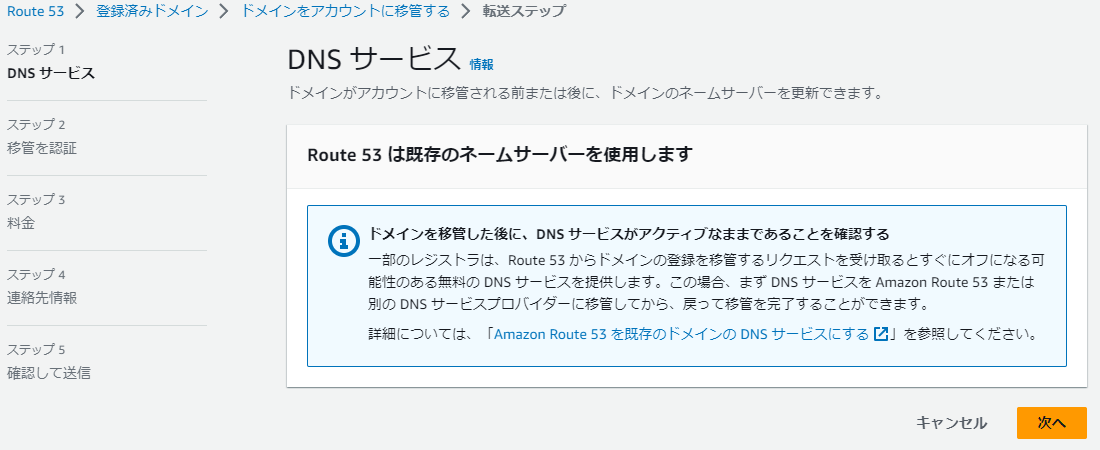 Route 53 > 登録済みドメイン > ドメインをアカウントに移管する > 転送ステップ
ステップ 1
DNS サービス
ステップ 2
移管を認証
ステップ 3
料金
ステップ 4
連絡先情報
ステップ 5
確認して送信
DNS サービス 情報
ドメインがアカウントに移管される前または後に、ドメインのネームサーバーを更新できます。
Route 53 は既存のネームサーバーを使用します
ドメインを移管した後に、DNS サービスがアクティブなままであることを確認する
一部のレジストラは、Route 53 からドメインの登録を移管するリクエストを受け取るとすぐにオフになる可
能性のある無料の DNS サービスを提供します。この場合、まず DNS サービスを Amazon Route 53 または
別の DNS サービスプロバイダーに移管してから、戻って移管を完了することができます。
詳細については、「Amazon Route 53 を既存のドメインの DNS サービスにする」を参照してください。
キャンセル
次へ